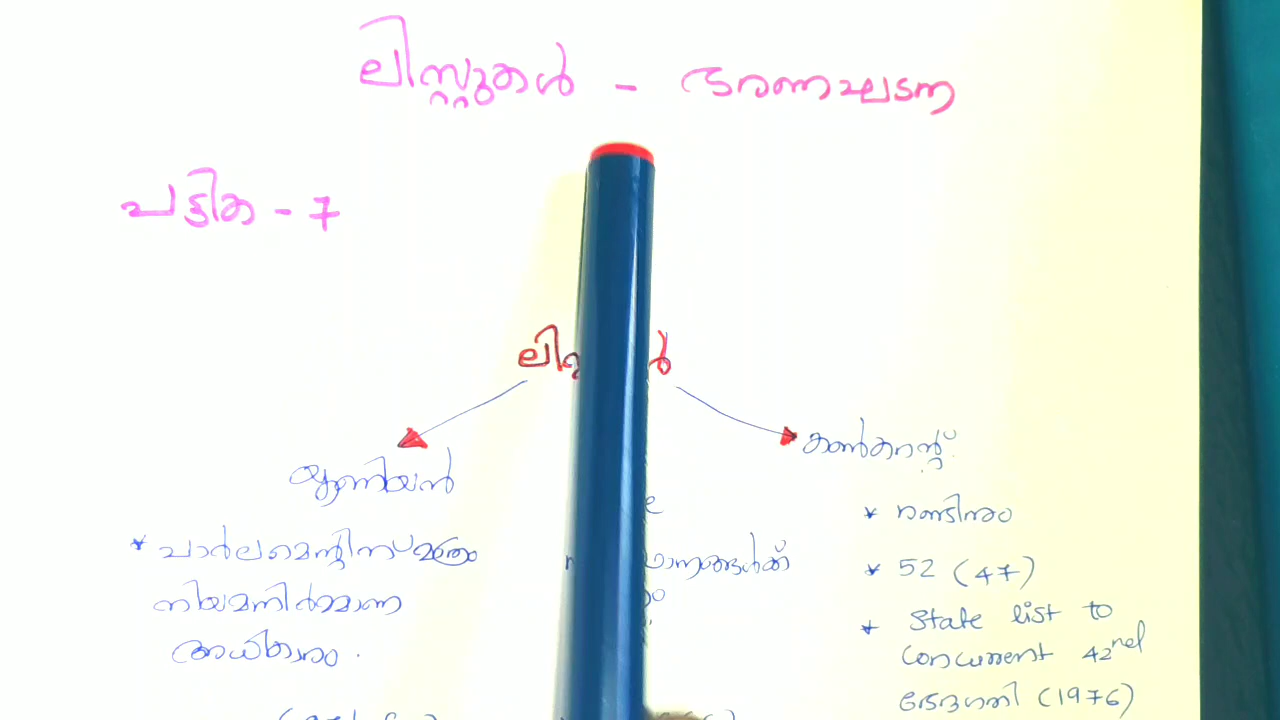 ലിസ്റ്റുകൾ - ഭരണഘടന
പട്ടിക - 7
യൂണിയൻ
* പാർലമെന്റിന് മാത്രം
നിയമനിർമ്മാണ
അധികാരം .
കൺകറന്റ്
* രണ്ടിനും
* 52 (47)
* State list to
concurrent 42nd
ഭേദഗതി (1976)